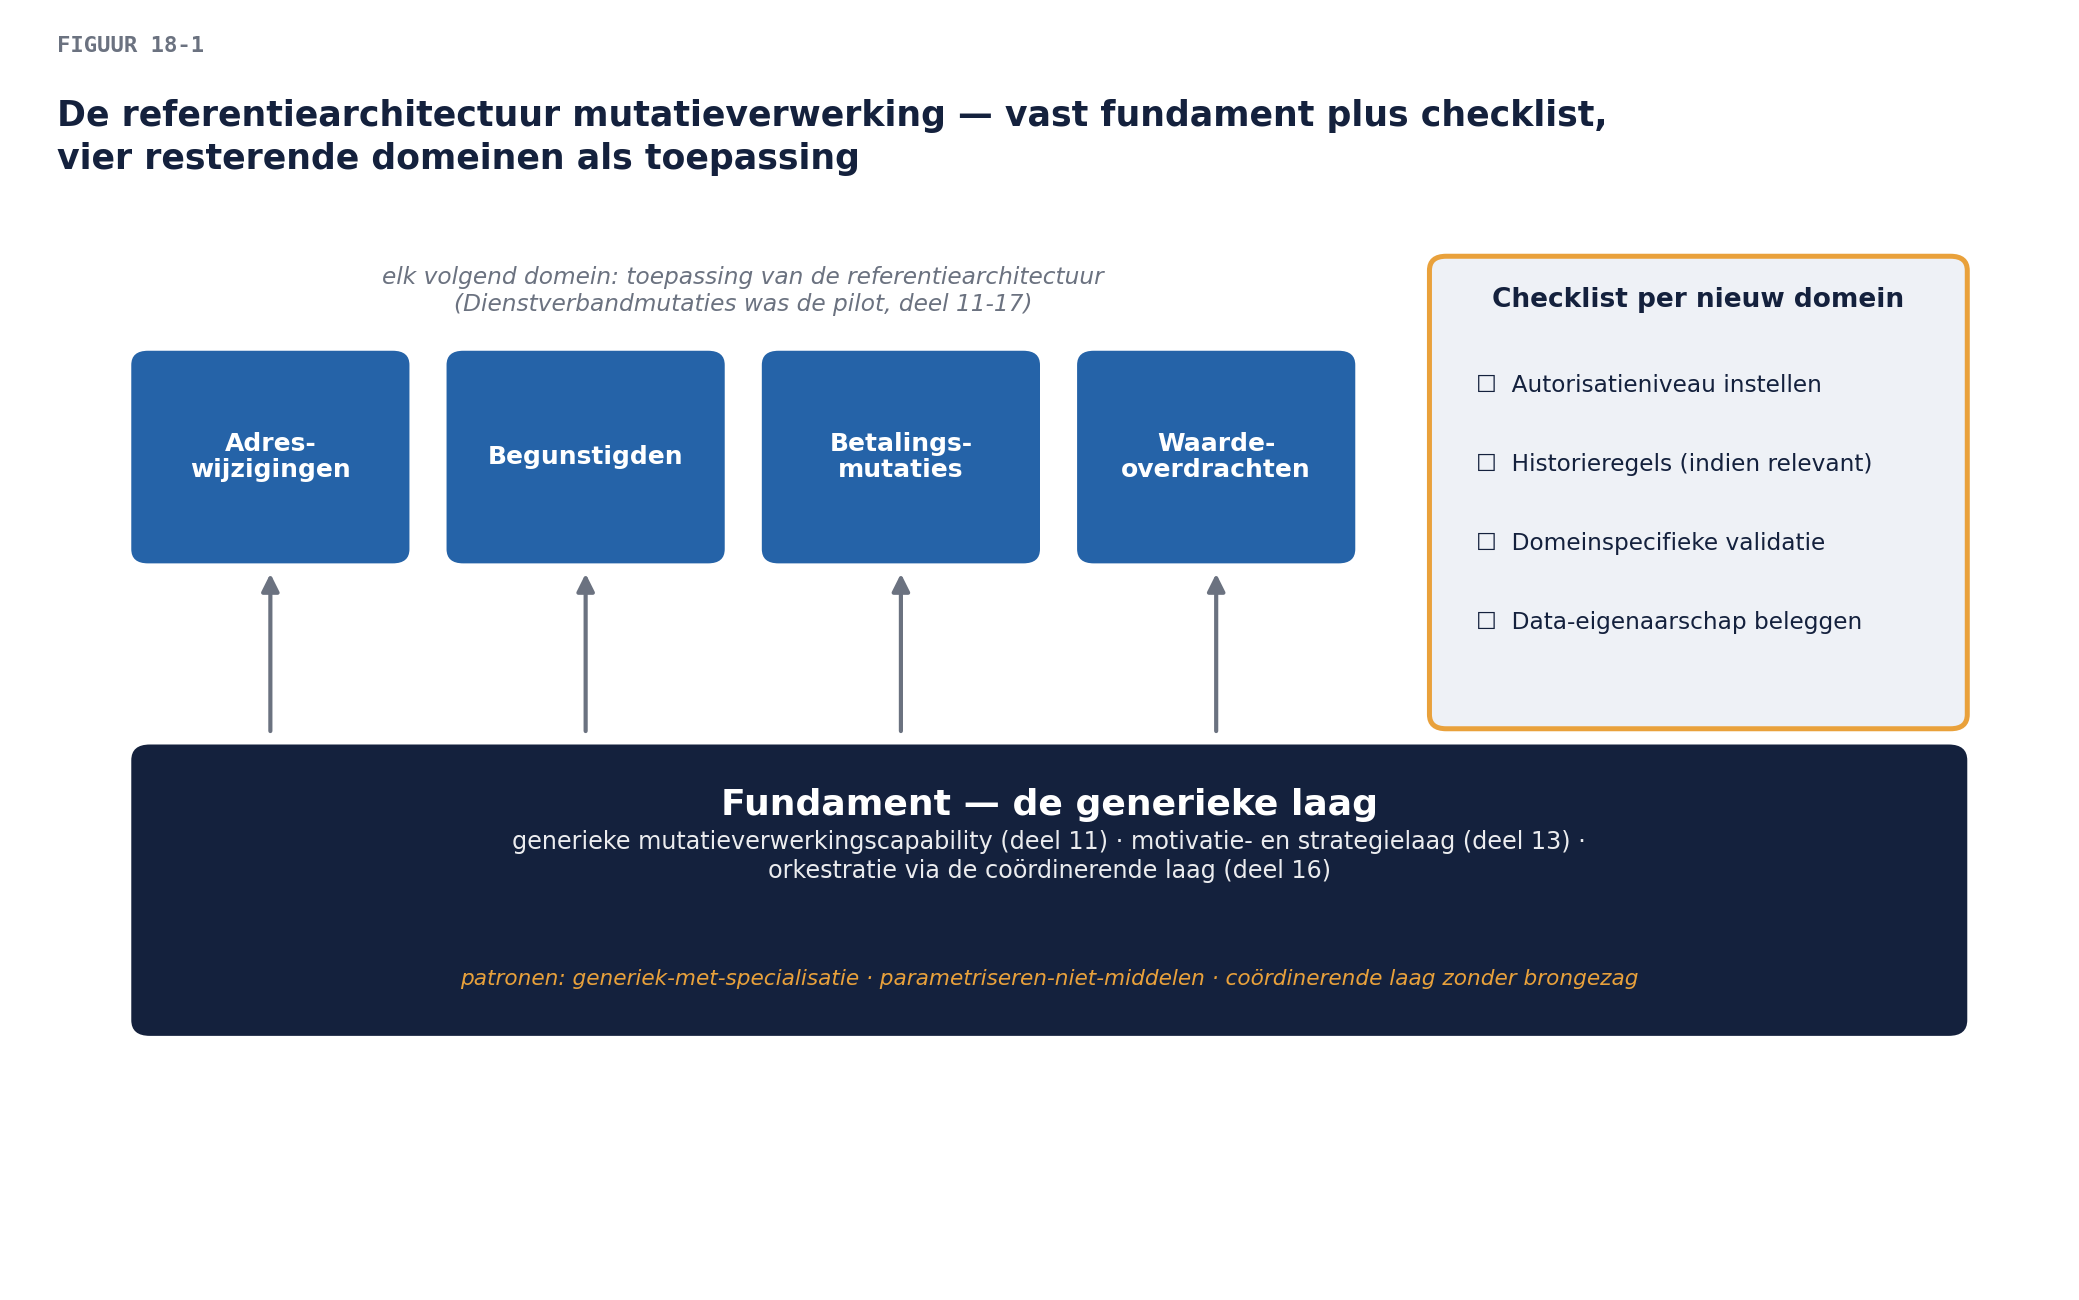 FIGUUR 18-1
De referentiearchitectuur mutatieverwerking — vast fundament plus checklist,
vier resterende domeinen als toepassing
elk volgend domein: toepassing van de referentiearchitectuur
(Dienstverbandmutaties was de pilot, deel 11-17)
Adres-
wijzigingen
Begunstigden
Betalings-
mutaties
Waarde-
overdrachten
Checklist per nieuw domein
☐ Autorisatieniveau instellen
☐ Historieregels (indien relevant)
☐ Domeinspecifieke validatie
☐ Data-eigenaarschap beleggen
Fundament — de generieke laag
generieke mutatieverwerkingscapability (deel 11) · motivatie- en strategielaag (deel 13) ·
orkestratie via de coördinerende laag (deel 16)
patronen: generiek-met-specialisatie · parametriseren-niet-middelen · coördinerende laag zonder brongezag